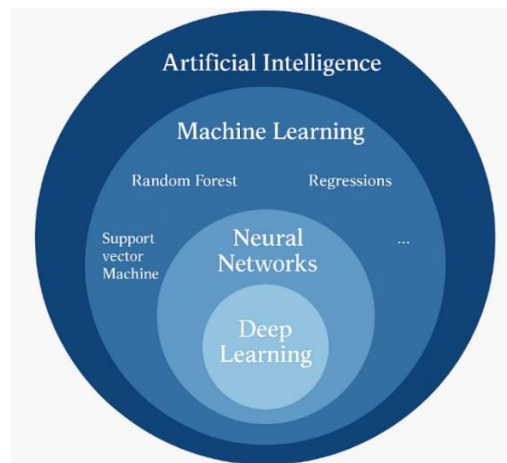 Artificial Intelligence
Machine Learning
Random Forest
Regressions
Support
vector
Machine
...
Neural
Networks
Deep
Learning